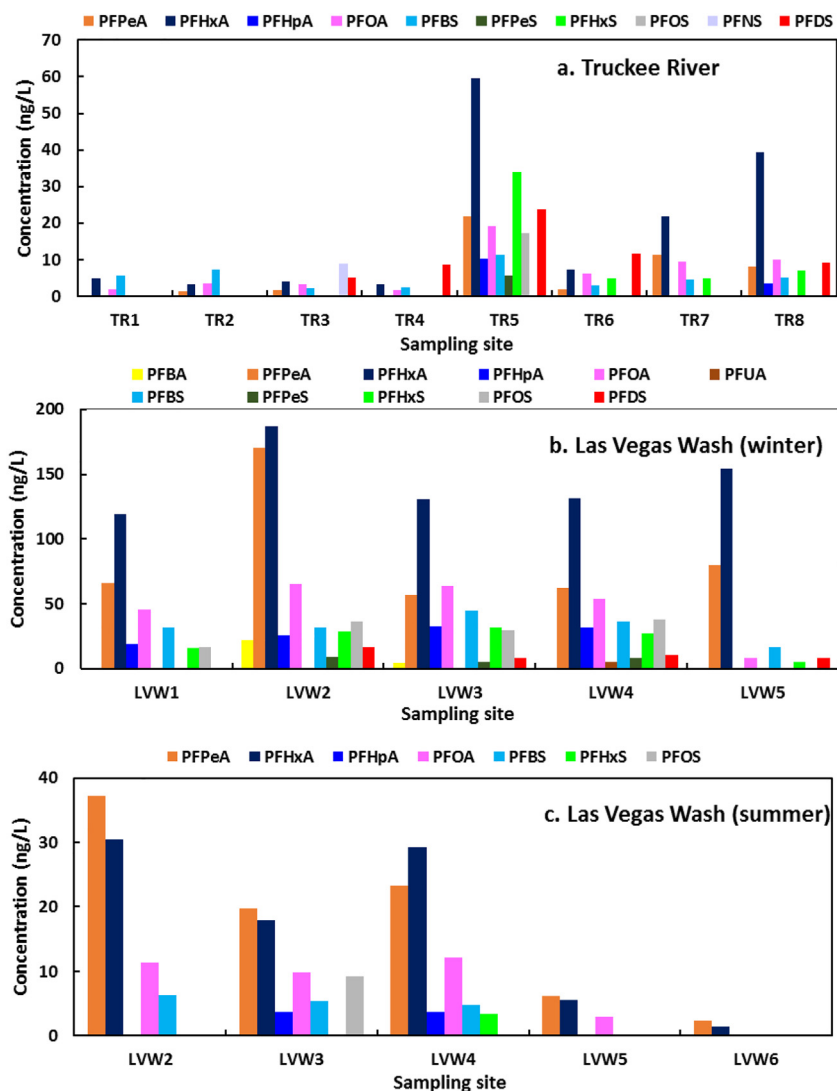 PFPeA PFHxA PFHpA PFOA PFBS PFPeS PFHxS PFOS PFNS PFDS
a. Truckee River
Concentration (ng/L)
70
60
50
40
30
20
10
0
TR1 TR2 TR3 TR4 TR5 TR6 TR7 TR8
Sampling site
PFBA PFPeA PFHxA PFHpA PFOA PFUA
PFBS PFPeS PFHxS PFOS PFDS
b. Las Vegas Wash (winter)
Concentration (ng/L)
200
150
100
50
0
LVW1 LVW2 LVW3 LVW4 LVW5
Sampling site
PFPeA PFHxA PFHpA PFOA PFBS PFHxS PFOS
c. Las Vegas Wash (summer)
Concentration (ng/L)
40
30
20
10
0
LVW2 LVW3 LVW4 LVW5 LVW6
Sampling site